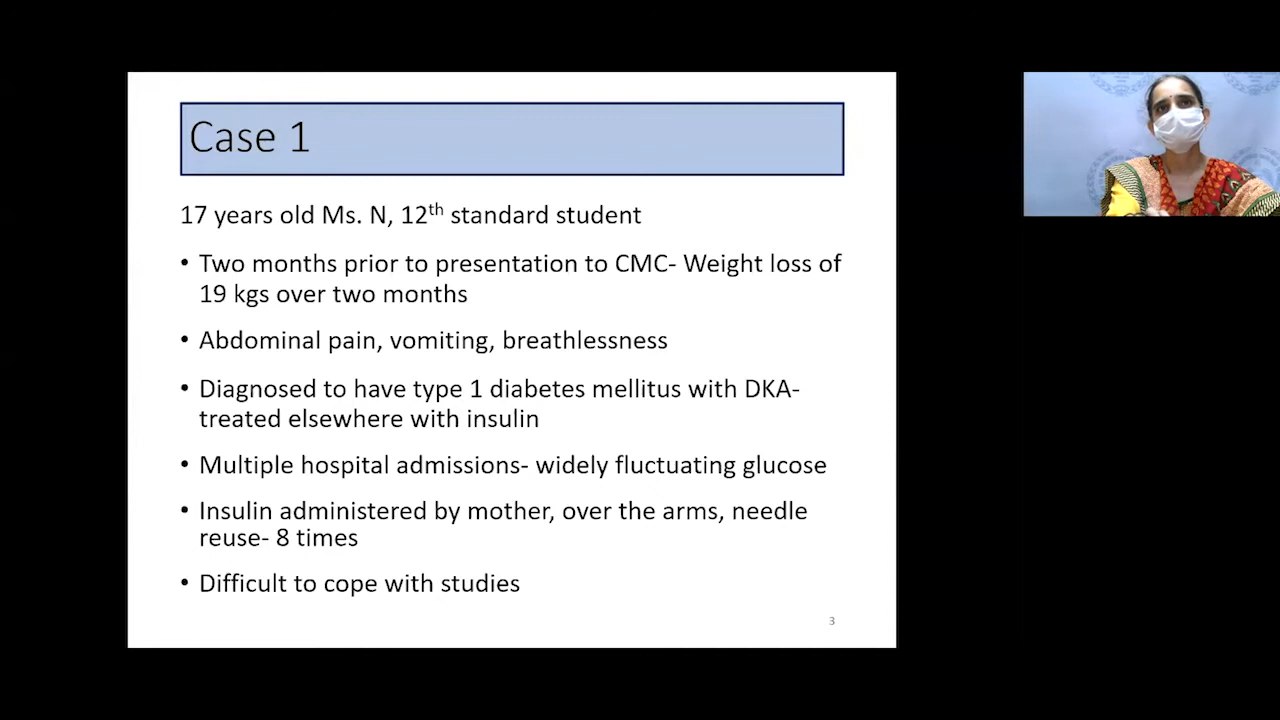 Case 1
17 years old Ms. N, 12th standard student
• Two months prior to presentation to CMC- Weight loss of
19 kgs over two months
• Abdominal pain, vomiting, breathlessness
• Diagnosed to have type 1 diabetes mellitus with DKA-
treated elsewhere with insulin
• Multiple hospital admissions- widely fluctuating glucose
• Insulin administered by mother, over the arms, needle
reuse- 8 times
• Difficult to cope with studies
3